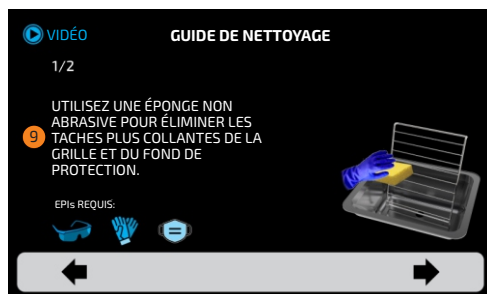 VIDÉO
GUIDE DE NETTOYAGE
1/2
UTILISEZ UNE ÉPONGE NON
ABRASIVE POUR ÉLIMINER LES
9 TACHES PLUS COLLANTES DE LA
GRILLE ET DU FOND DE
PROTECTION.
EPIs REQUIS: